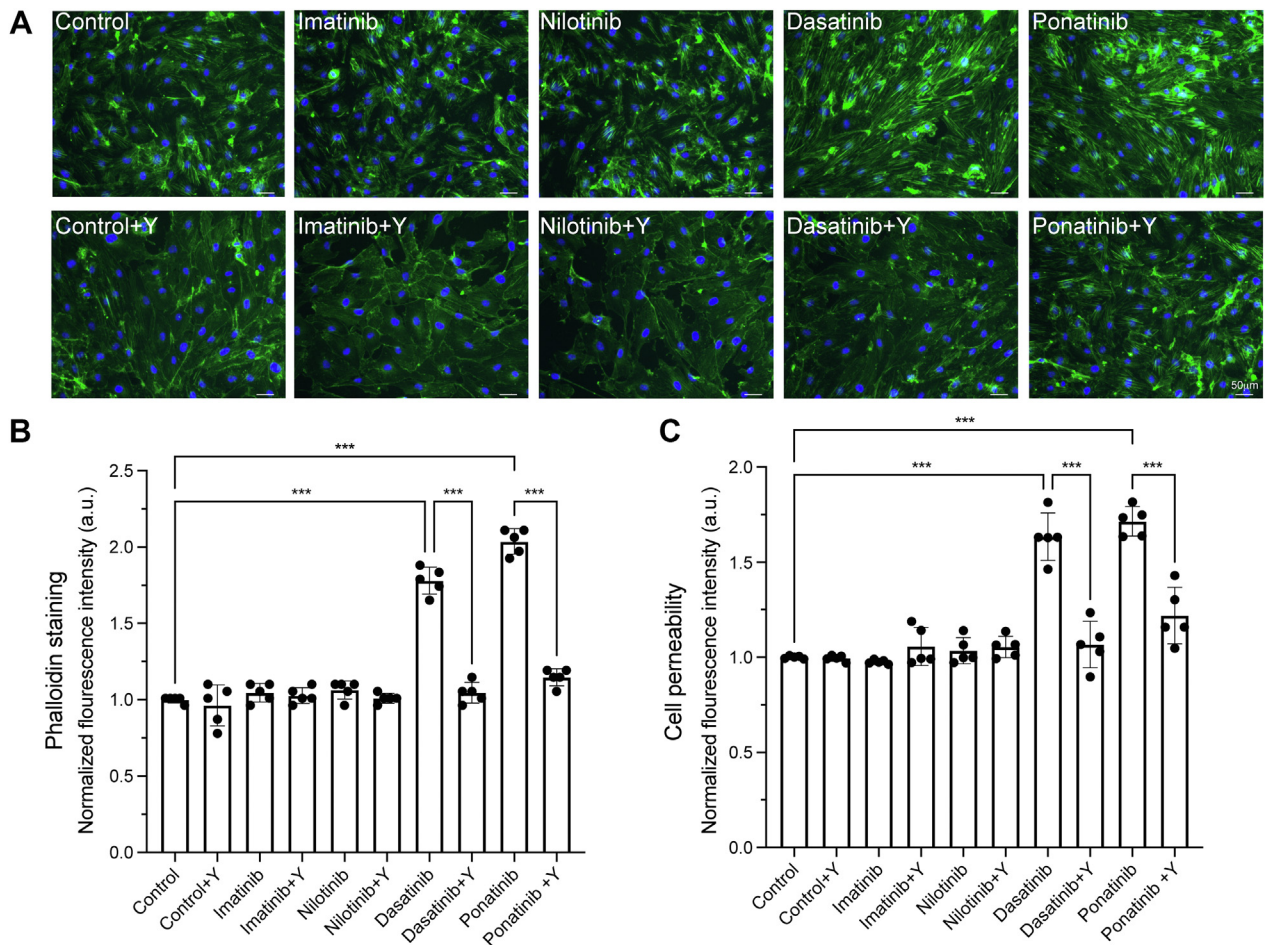 A
Control
Imatinib
Nilotinib
Dasatinib
Ponatinib
Control+Y
Imatinib+Y
Nilotinib+Y
Dasatinib+Y
Ponatinib+Y
50µm
B
***
***
***
***
Phalloidin staining
Normalized flourescence intensity (a.u.)
2.5
2.0
1.5
1.0
0.5
0.0
Control
Control+Y
Imatinib
Imatinib+Y
Nilotinib
Nilotinib+Y
Dasatinib
Dasatinib+Y
Ponatinib
Ponatinib +Y
C
***
***
***
***
Cell permeability
Normalized flourescence intensity (a.u.)
2.0
1.5
1.0
0.5
0.0
Control
Control+Y
Imatinib
Imatinib+Y
Nilotinib
Nilotinib+Y
Dasatinib
Dasatinib+Y
Ponatinib
Ponatinib +Y